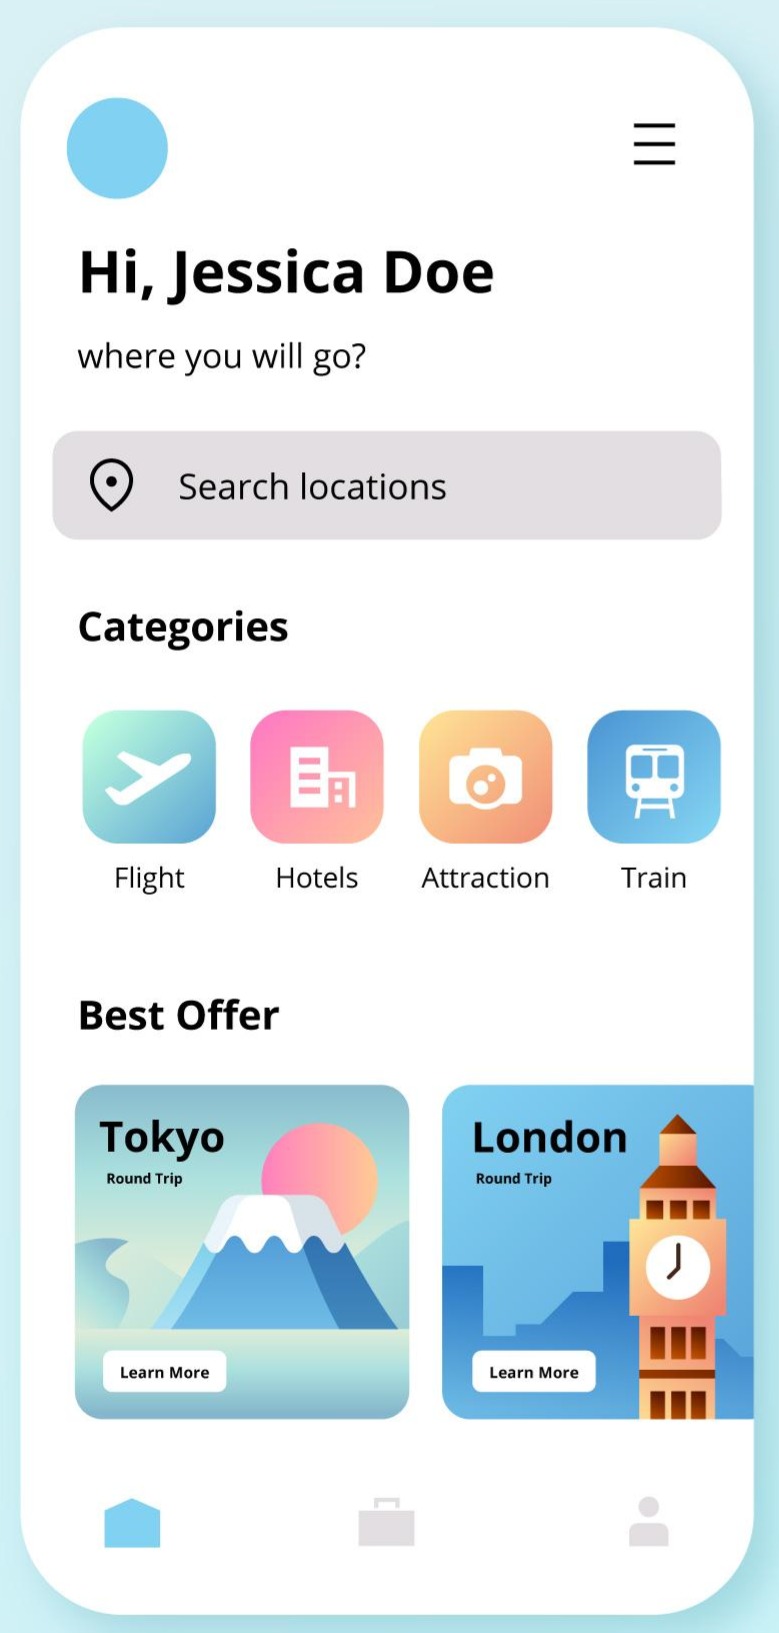 Hi, Jessica Doe
where you will go?
Search locations
Categories
Flight Hotels Attraction Train
Best Offer
Tokyo
Round Trip
Learn More
London
Round Trip
Learn More